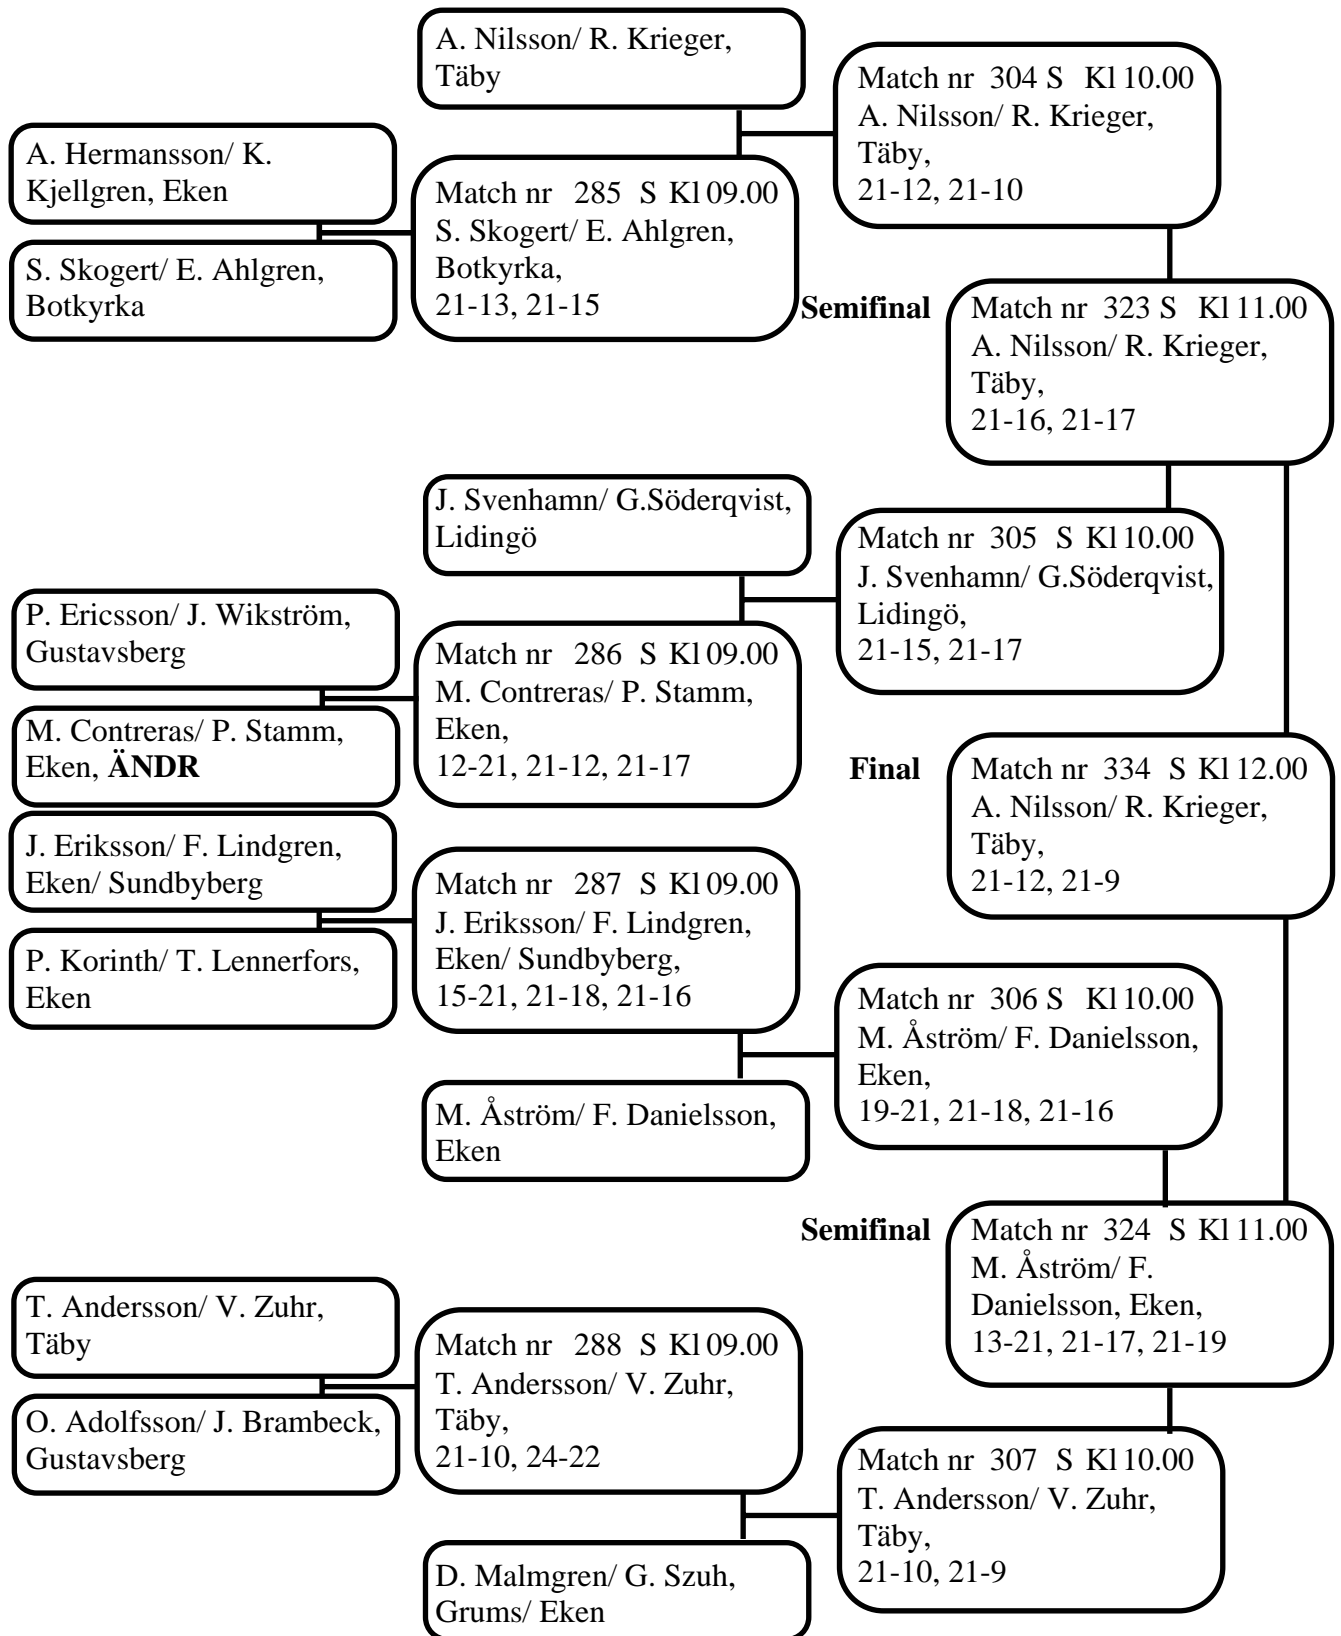 A. Nilsson/ R. Krieger,
Täby
Match nr 304 S Kl 10.00
A. Nilsson/ R. Krieger,
Täby,
21-12, 21-10
A. Hermansson/ K.
Kjellgren, Eken
Match nr 285 S Kl 09.00
S. Skogert/ E. Ahlgren,
Botkyrka,
21-13, 21-15
S. Skogert/ E. Ahlgren,
Botkyrka
Semifinal
Match nr 323 S Kl 11.00
A. Nilsson/ R. Krieger,
Täby,
21-16, 21-17
J. Svenhamn/ G.Söderqvist,
Lidingö
Match nr 305 S Kl 10.00
J. Svenhamn/ G.Söderqvist,
Lidingö,
21-15, 21-17
P. Ericsson/ J. Wikström,
Gustavsberg
Match nr 286 S Kl 09.00
M. Contreras/ P. Stamm,
Eken,
12-21, 21-12, 21-17
M. Contreras/ P. Stamm,
Eken, ÄNDR
Final
Match nr 334 S Kl 12.00
A. Nilsson/ R. Krieger,
Täby,
21-12, 21-9
J. Eriksson/ F. Lindgren,
Eken/ Sundbyberg
Match nr 287 S Kl 09.00
J. Eriksson/ F. Lindgren,
Eken/ Sundbyberg,
15-21, 21-18, 21-16
P. Korinth/ T. Lennerfors,
Eken
Match nr 306 S Kl 10.00
M. Åström/ F. Danielsson,
Eken,
19-21, 21-18, 21-16
M. Åström/ F. Danielsson,
Eken
Semifinal
Match nr 324 S Kl 11.00
M. Åström/ F.
Danielsson, Eken,
13-21, 21-17, 21-19
T. Andersson/ V. Zuhr,
Täby
Match nr 288 S Kl 09.00
T. Andersson/ V. Zuhr,
Täby,
21-10, 24-22
O. Adolfsson/ J. Brambeck,
Gustavsberg
Match nr 307 S Kl 10.00
T. Andersson/ V. Zuhr,
Täby,
21-10, 21-9
D. Malmgren/ G. Szuh,
Grums/ Eken